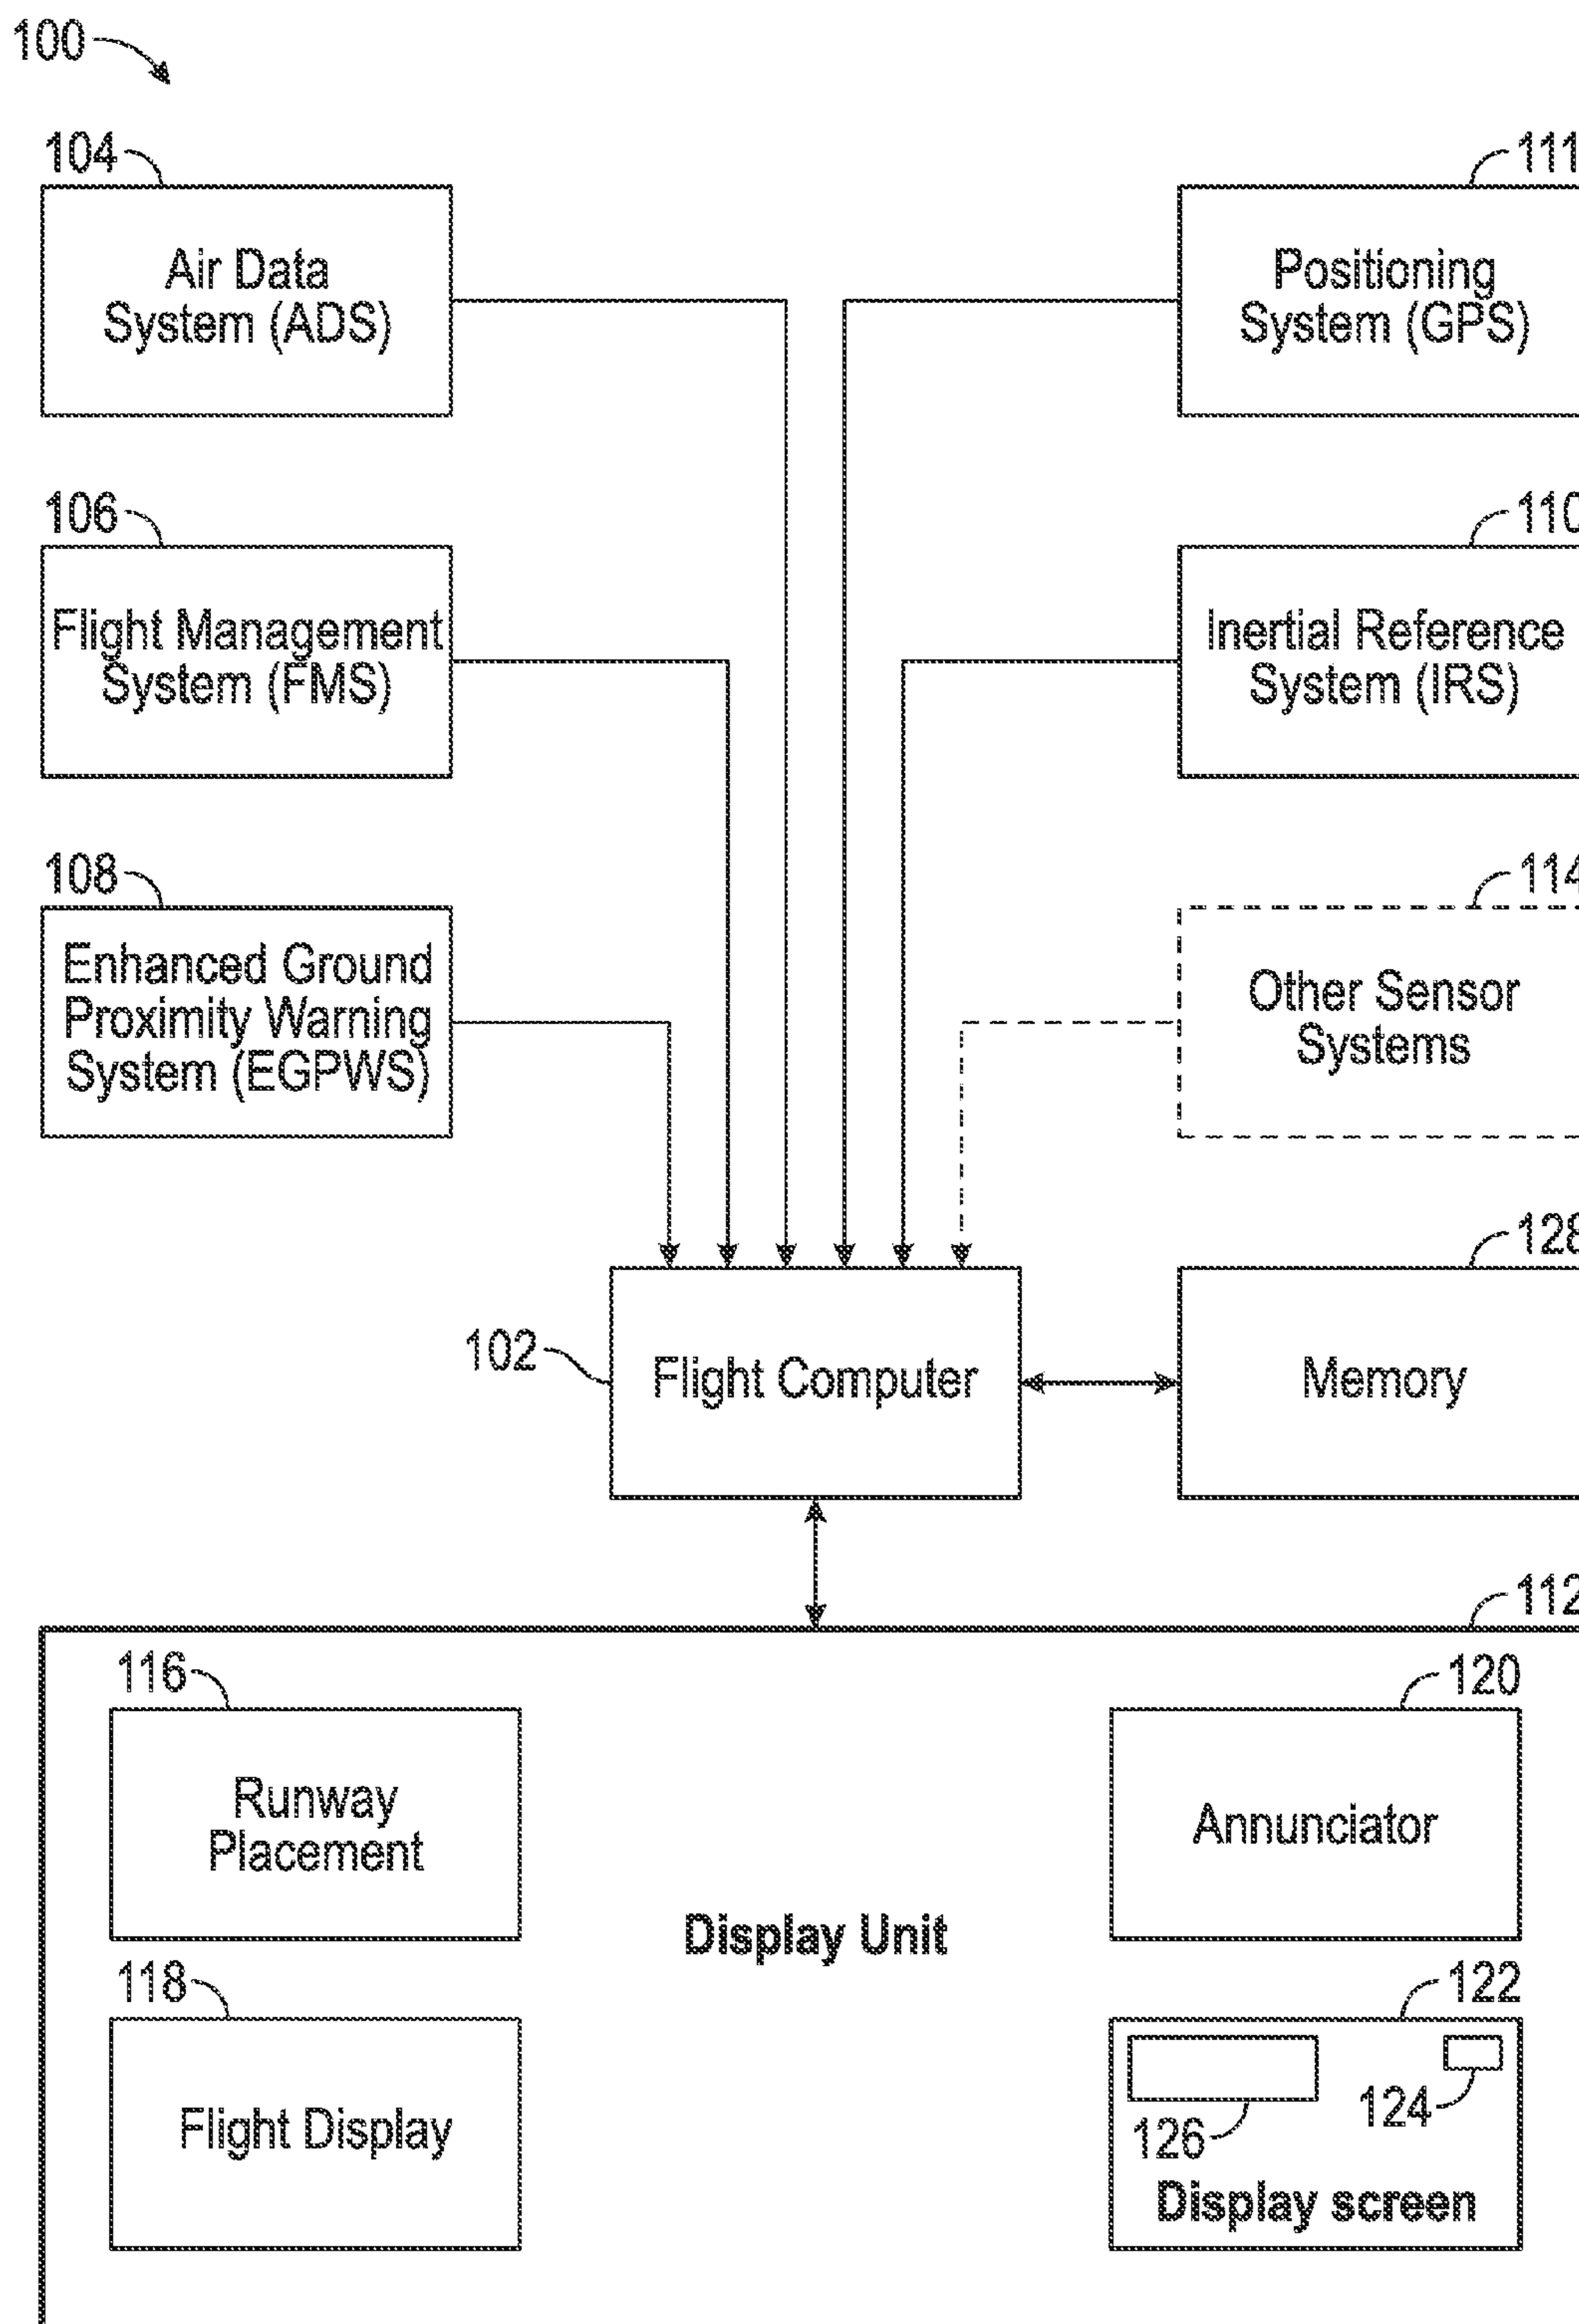 100
104
111
Air Data
System (ADS)
Positioning
System (GPS)
106
110
Flight Management
System (FMS)
Inertial Reference
System (IRS)
108
114
Enhanced Ground
Proximity Warning
System (EGPWS)
Other Sensor
Systems
128
102
Flight Computer
Memory
112
116
120
Runway
Placement
Annunciator
Display Unit
118
122
Flight Display
124
126
Display screen